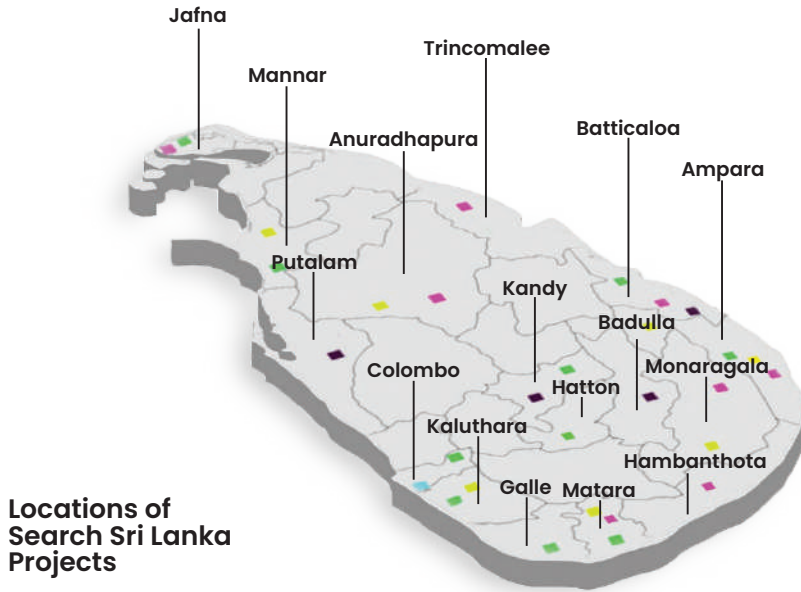 Jafna
Mannar
Trincomalee
Anuradhapura
Batticaloa
Ampara
Putalam
Kandy
Badulla
Colombo
Hatton
Monaragala
Kaluthara
Galle
Matara
Hambanthota
Locations of
Search Sri Lanka
Projects